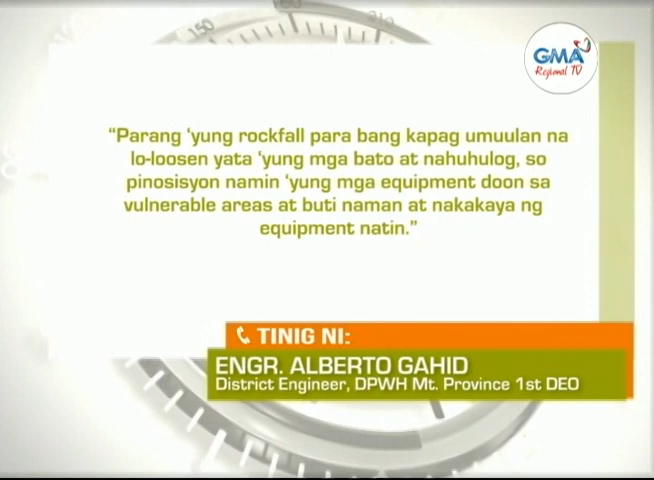 GMA
Regional TV
“Parang ‘yung rockfall para bang kapag umuulan na
lo-loosen yata ‘yung mga bato at nahuhulog, so
pinosisyon namin ‘yung mga equipment doon sa
vulnerable areas at buti naman at nakakaya ng
equipment natin.”
TINIG NI:
ENGR. ALBERTO GAHID
District Engineer, DPWH Mt. Province 1st DEO